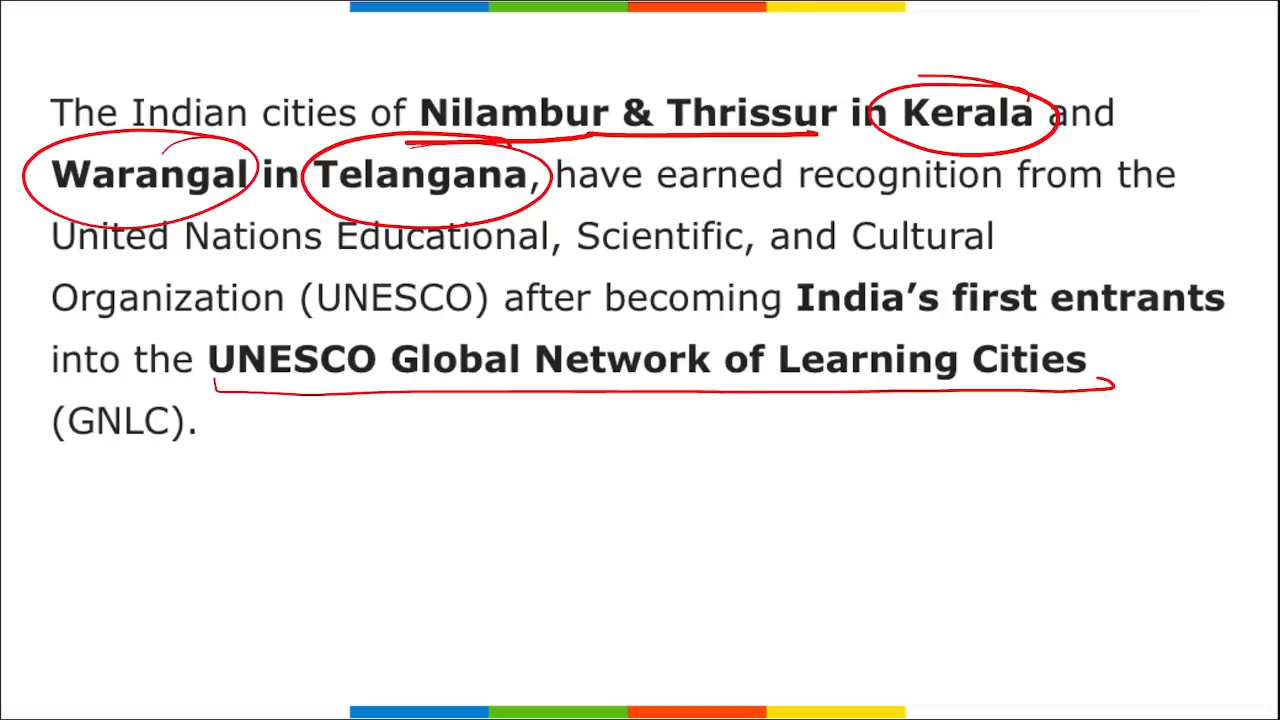 The Indian cities of Nilambur & Thrissur in Kerala and
Warangal in Telangana, have earned recognition from the
United Nations Educational, Scientific, and Cultural
Organization (UNESCO) after becoming India’s first entrants
into the UNESCO Global Network of Learning Cities
(GNLC).